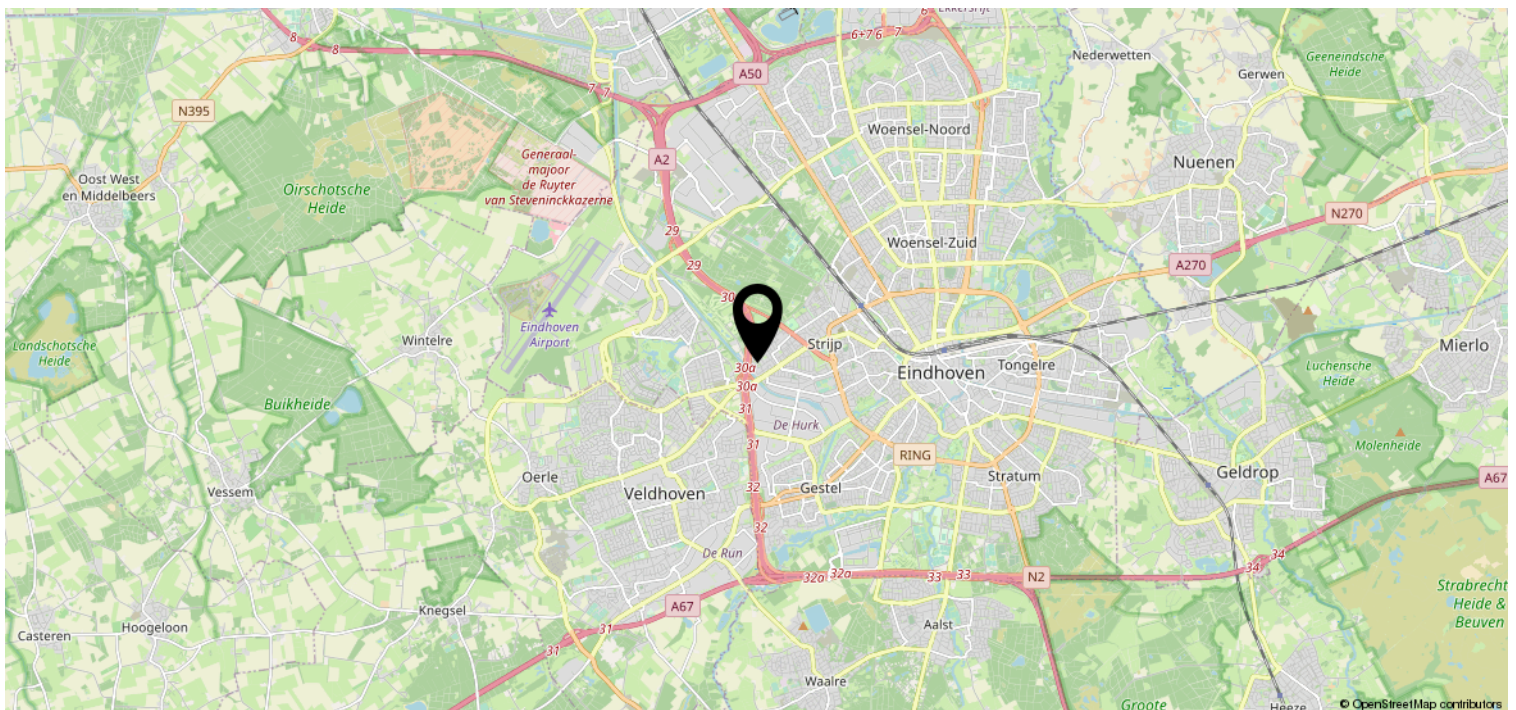 Ekkersrijt
6
8
8
6+7
6
7
Nederwetten
Geeneindsche
Heide
A50
Gerwen
7
7
N395
Woensel-Noord
A2
Generaal-
majoor
de Ruyter
van Steveninckkazerne
Nuenen
Oost West
en Middelbeers
Oirschotsche
Heide
N270
29
Woensel-Zuid
29
A270
30
Eindhoven
Airport
Landschotsche
Heide
Wintelre
Strijp
Mierlo
30a
Eindhoven
Tongelre
Luchensche
Heide
30a
Buikheide
31
De Hurk
31
Molenheide
RING
Oerle
Stratum
Geldrop
Vessem
Veldhoven
32
Gestel
A67
32
De Run
34
34
32a
32a
33
33
N2
Strabrecht
Heide &
Beuven
A67
Knegsel
Casteren
Hoogeloon
31
Aalst
31
Waalre
Groote
Heeze
© OpenStreetMap contributors